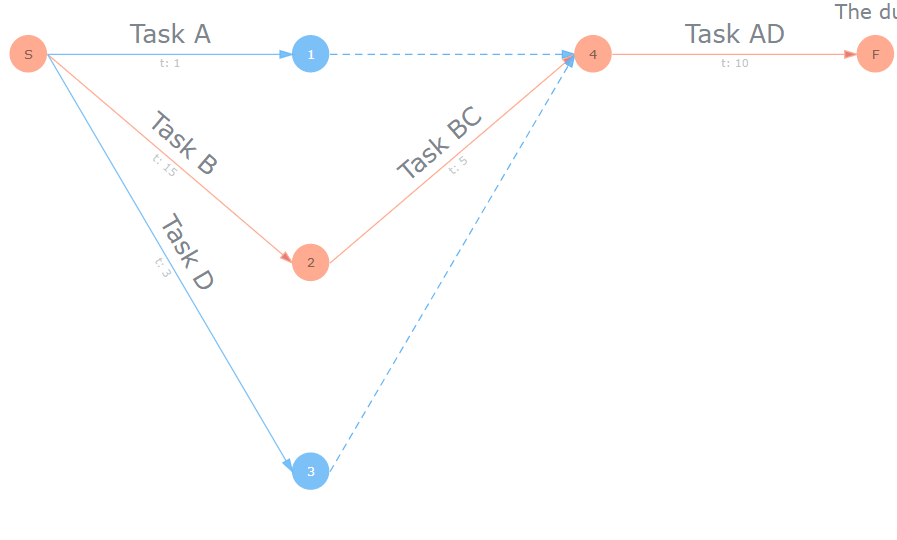 The du
Task A
Task AD
S
1
4
F
t: 1
t: 10
Task B
t: 15
Task BC
t: 5
Task D
t: 3
2
3